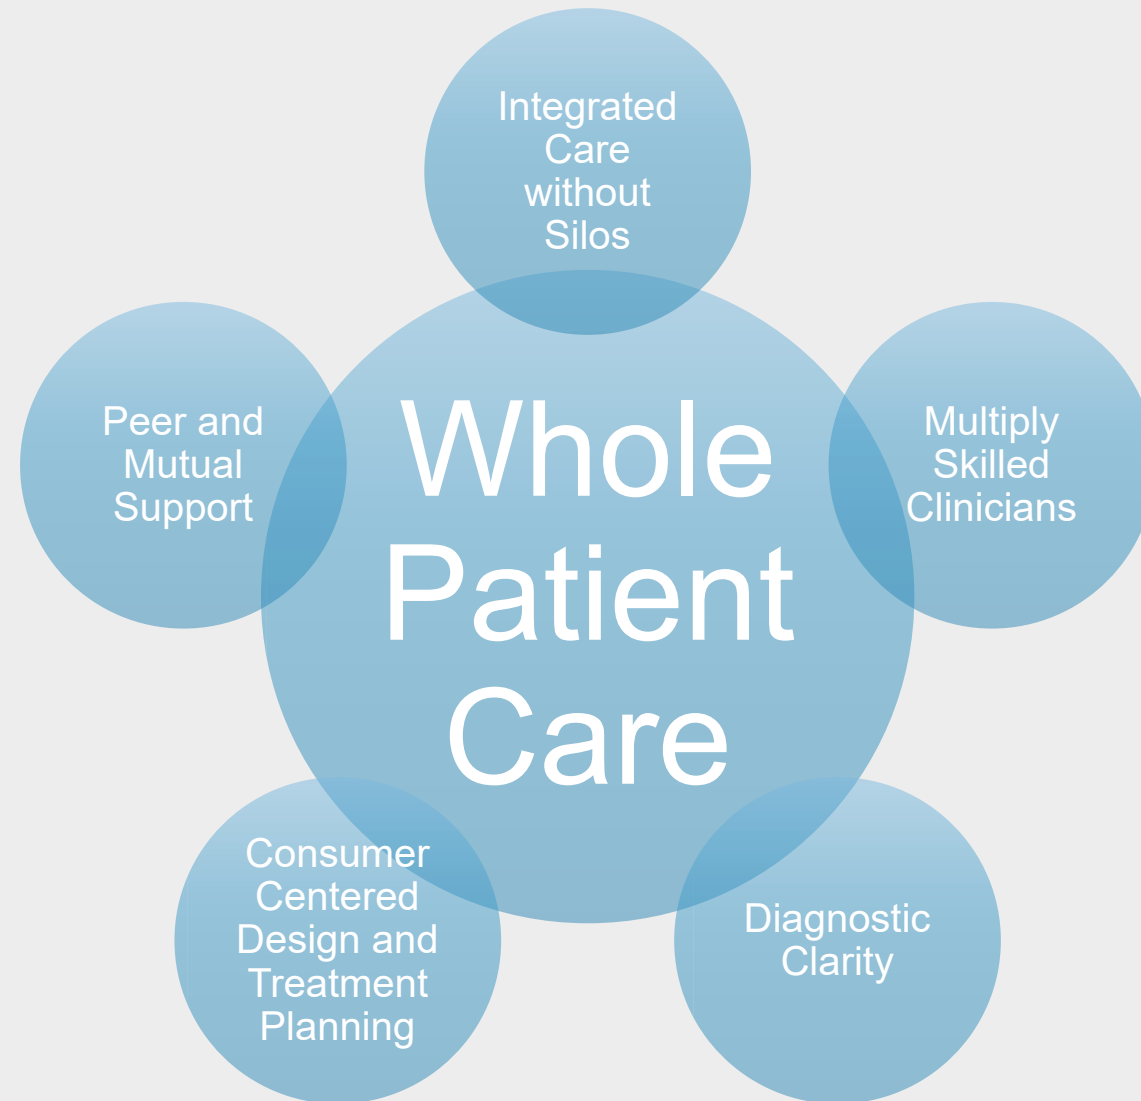 Integrated
Care
without
Silos
Peer and
Mutual
Support
Whole
Patient
Care
Multiply
Skilled
Clinicians
Consumer
Centered
Design and
Treatment
Planning
Diagnostic
Clarity